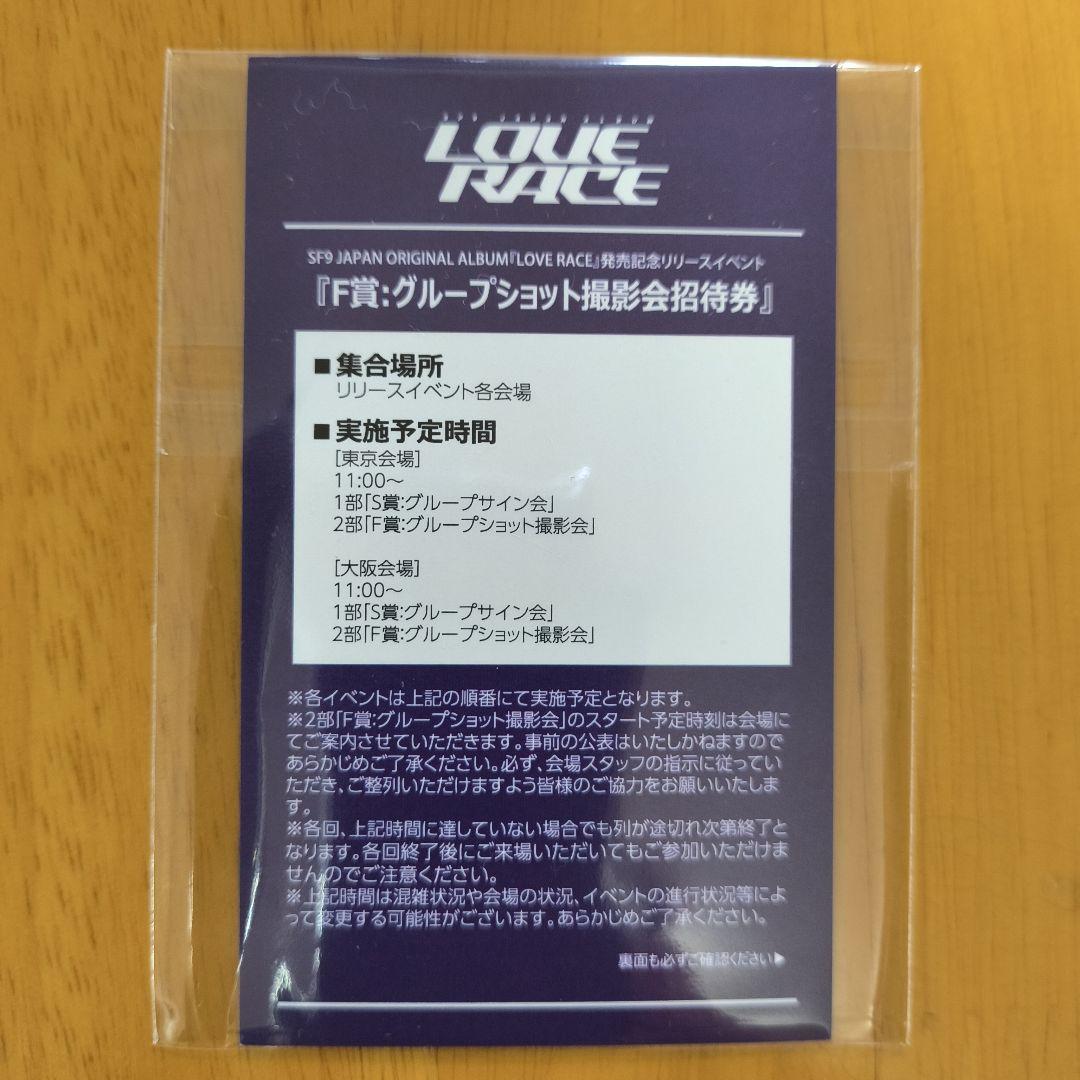 SF9 JAPAN ALBUM
LOVE
RACE
SF9 JAPAN ORIGINAL ALBUM『LOVE RACE』発売記念リリースイベント
『F賞:グループショット撮影会招待券』
■集合場所
リリースイベント各会場
■実施予定時間
[東京会場]
11:00〜
1部「S賞:グループサイン会」
2部「F賞:グループショット撮影会」
[大阪会場]
11:00〜
1部「S賞:グループサイン会」
2部「F賞:グループショット撮影会」
※各イベントは上記の順番にて実施予定となります。
※2部「F賞:グループショット撮影会」のスタート予定時刻は会場に
てご案内させていただきます。事前の公表はいたしかねますので
あらかじめご了承ください。必ず、会場スタッフの指示に従ってい
ただき、ご整列いただけますよう皆様のご協力をお願いいたしま
す。
※各回、上記時間に達していない場合でも列が途切れ次第終了と
なります。各回終了後にご来場いただいてもご参加いただけま
せんのでご注意ください。
※上記時間は混雑状況や会場の状況、イベントの進行状況等によ
って変更する可能性がございます。あらかじめご了承ください。
裏面も必ずご確認ください▶